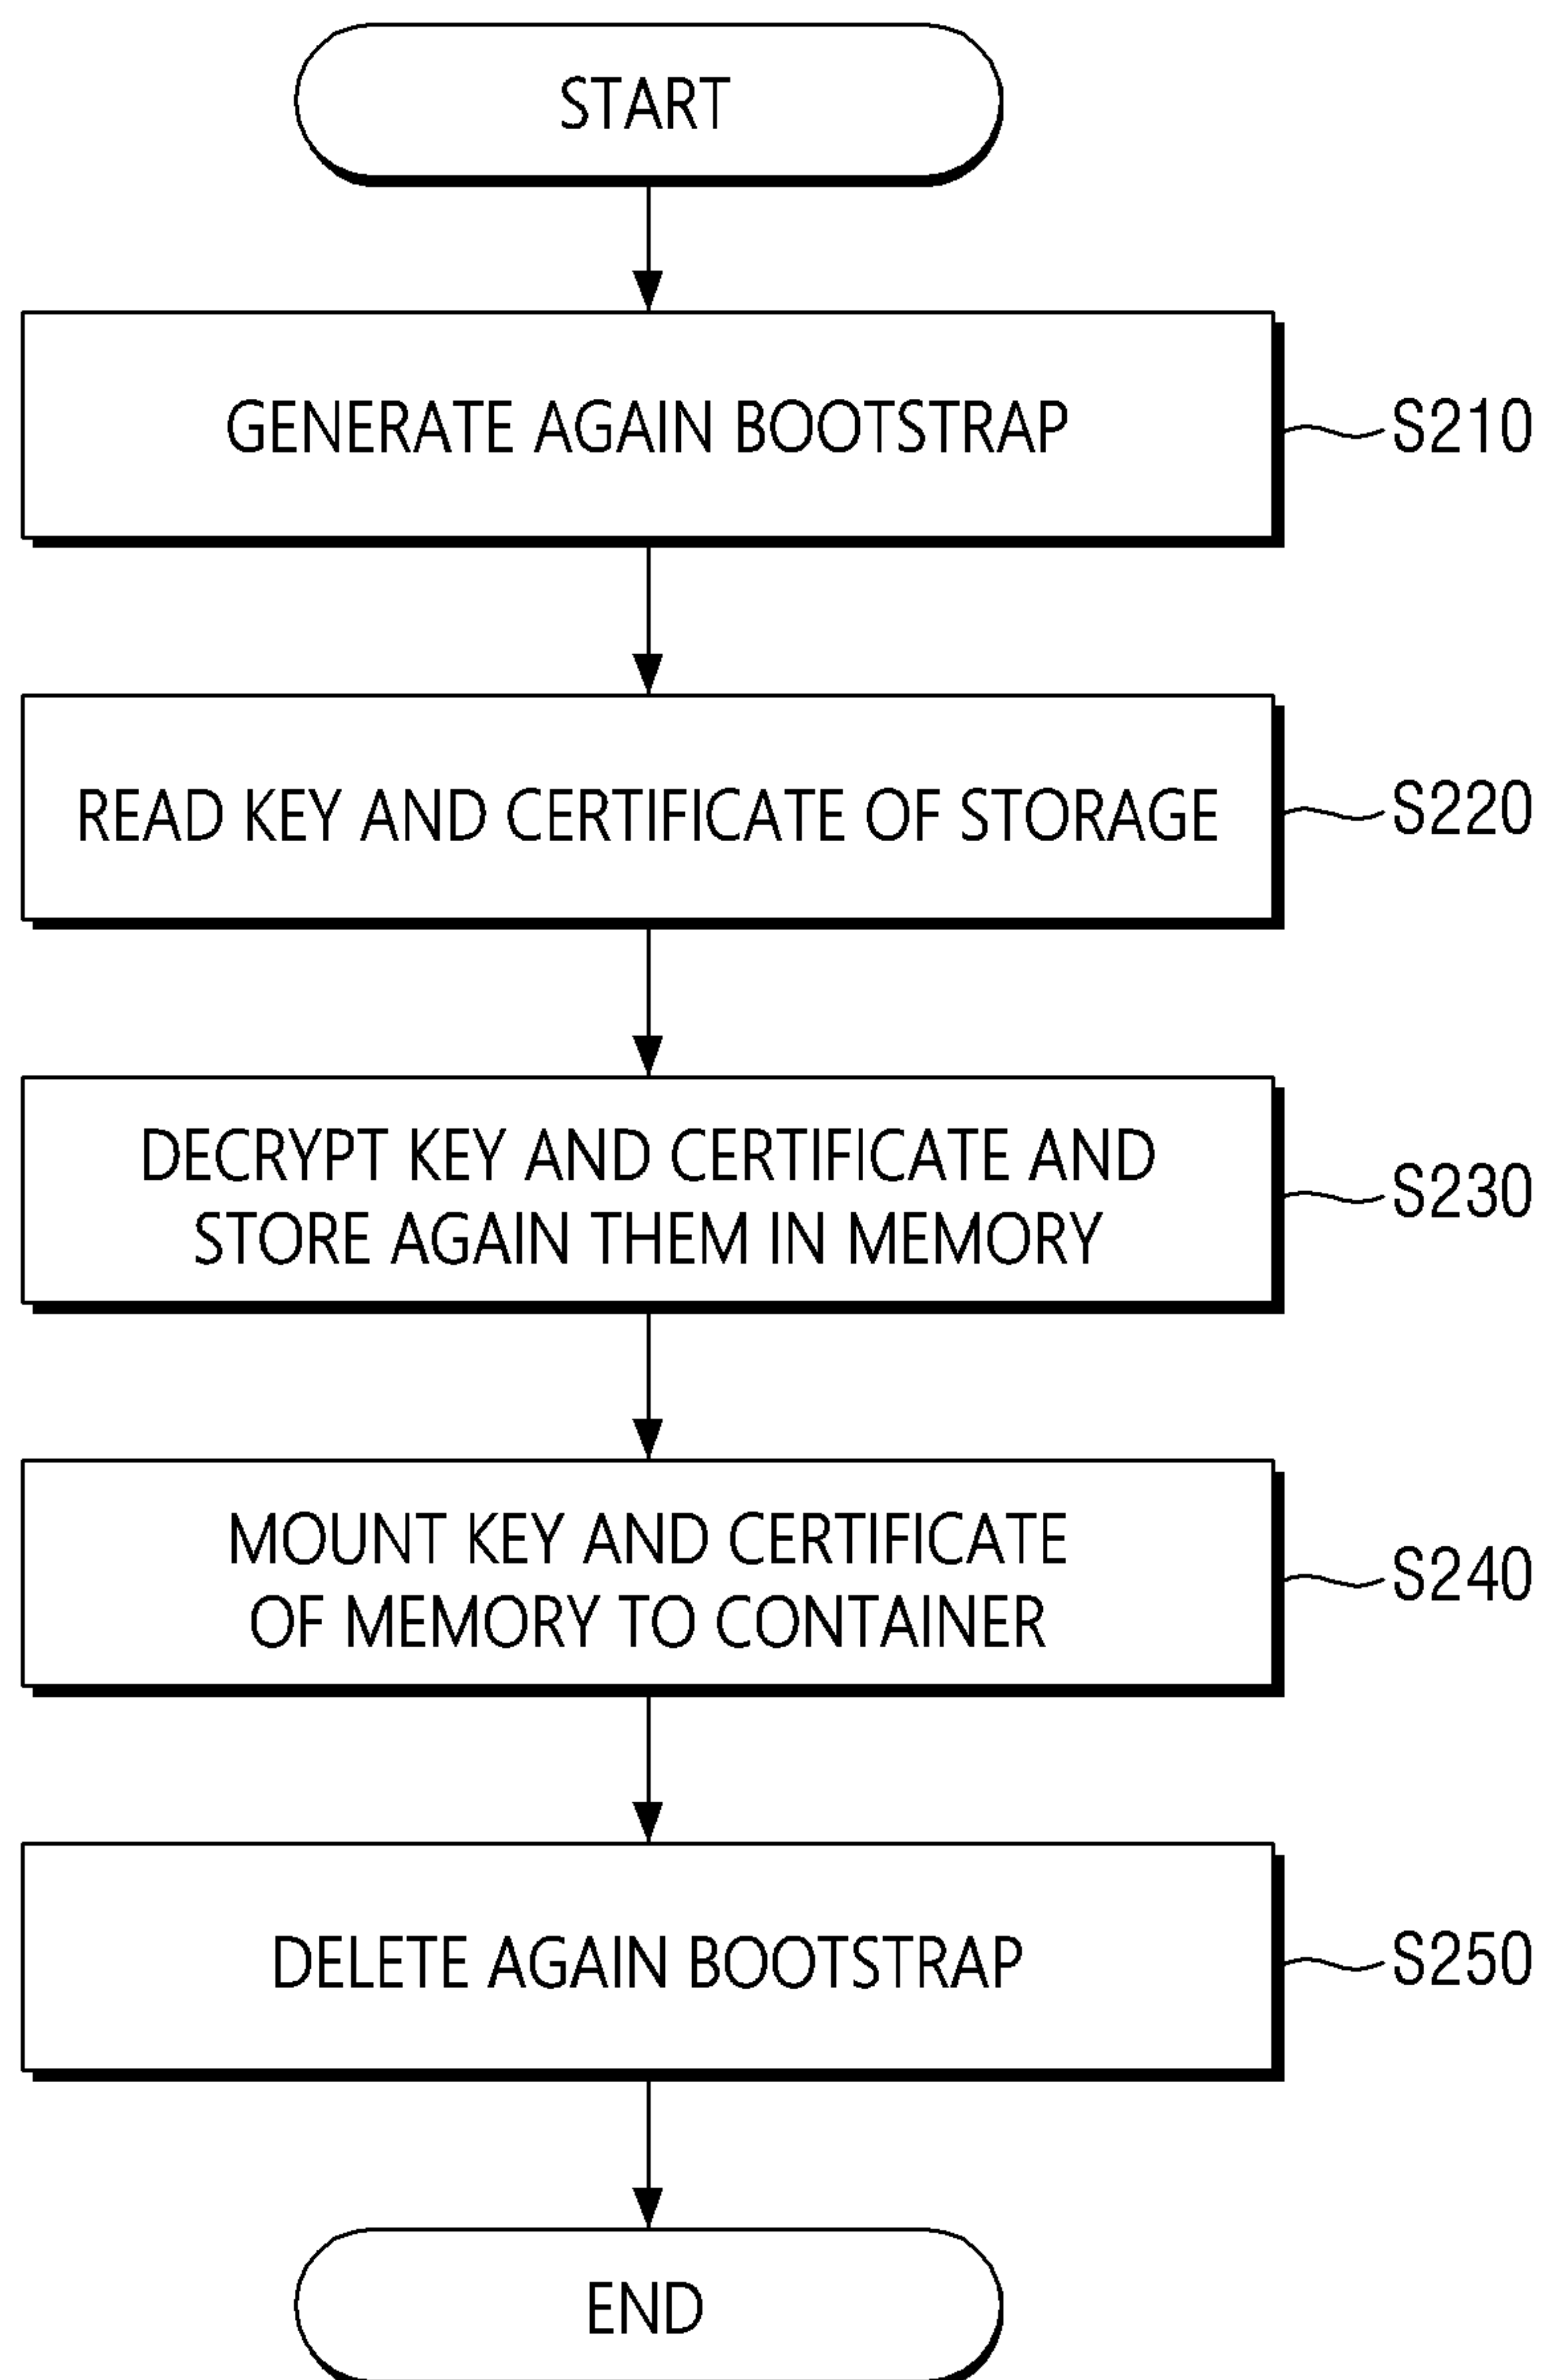 START
GENERATE AGAIN BOOTSTRAP
S210
READ KEY AND CERTIFICATE OF STORAGE
S220
DECRYPT KEY AND CERTIFICATE AND
STORE AGAIN THEM IN MEMORY
S230
MOUNT KEY AND CERTIFICATE
OF MEMORY TO CONTAINER
S240
DELETE AGAIN BOOTSTRAP
S250
END